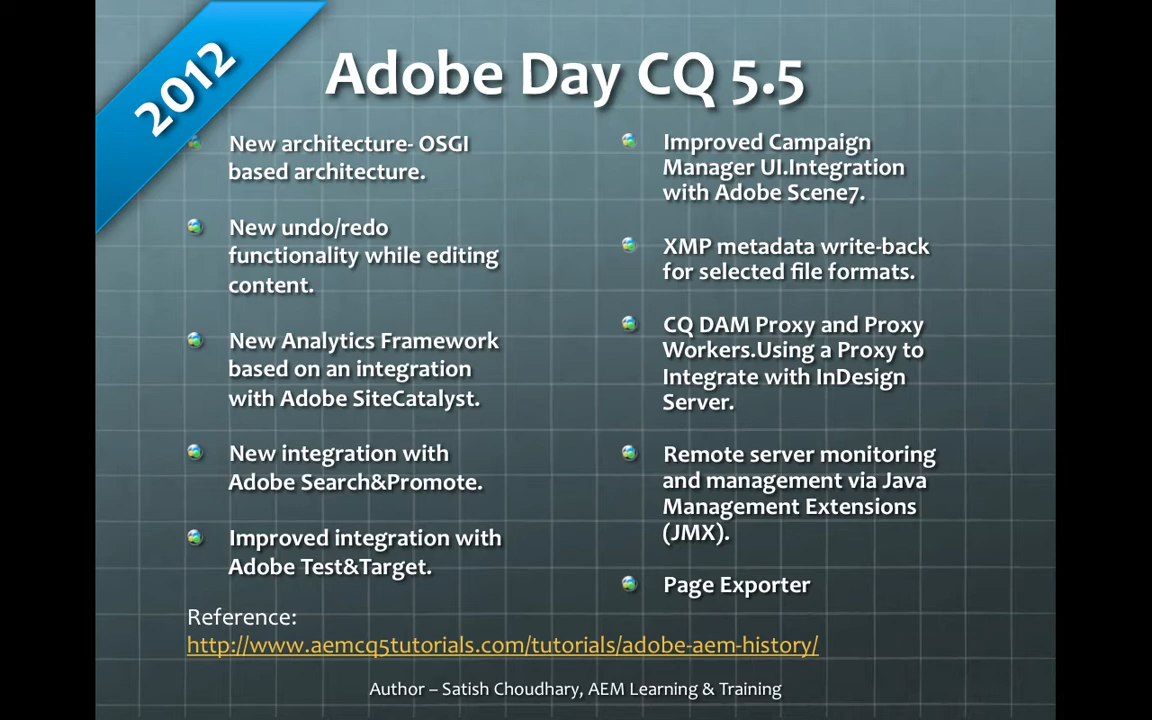 2012
Adobe Day CQ 5.5
New architecture- OSGI
based architecture.
New undo/redo
functionality while editing
content.
New Analytics Framework
based on an integration
with Adobe SiteCatalyst.
New integration with
Adobe Search&Promote.
Improved integration with
Adobe Test&Target.
Improved Campaign
Manager UI.Integration
with Adobe Scene7.
XMP metadata write-back
for selected file formats.
CQ DAM Proxy and Proxy
Workers.Using a Proxy to
Integrate with InDesign
Server.
Remote server monitoring
and management via Java
Management Extensions
(JMX).
Page Exporter
Reference:
http://www.aemcq5tutorials.com/tutorials/adobe-aem-history/
Author – Satish Choudhary, AEM Learning & Training